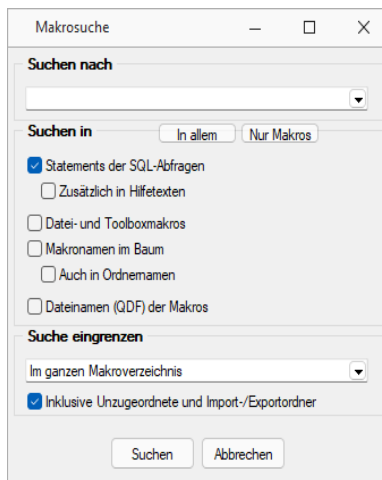 Makrosuche
Suchen nach
Suchen in
In allem
Nur Makros
Statements der SQL-Abfragen
Zusätzlich in Hilfetexten
Datei- und Toolboxmakros
Makronamen im Baum
Auch in Ordnernamen
Dateinamen (QDF) der Makros
Suche eingrenzen
Im ganzen Makroverzeichnis
Inklusive Unzugeordnete und Import-/Exportordner
Suchen
Abbrechen